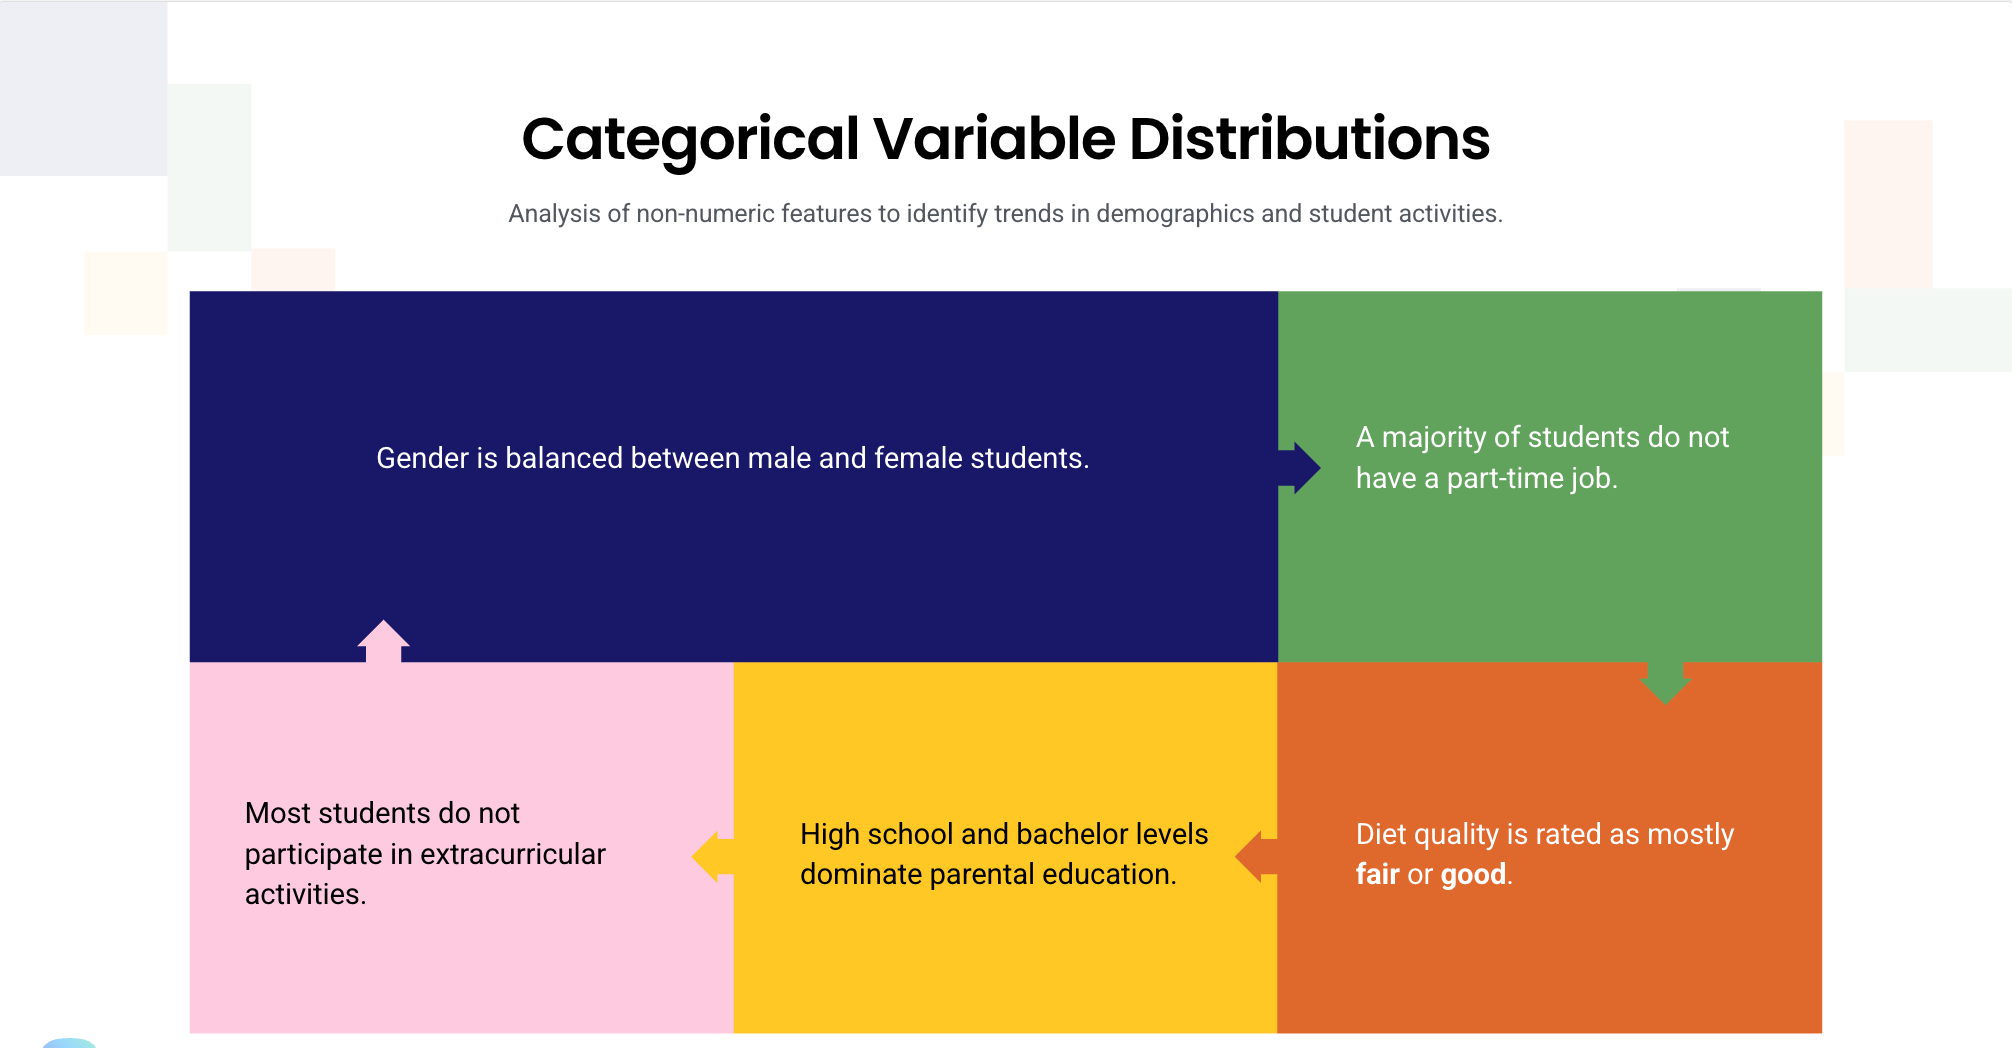 Categorical Variable Distributions
Analysis of non-numeric features to identify trends in demographics and student activities.
Gender is balanced between male and female students.
A majority of students do not
have a part-time job.
Most students do not
participate in extracurricular
activities.
High school and bachelor levels
dominate parental education.
Diet quality is rated as mostly
fair or good.